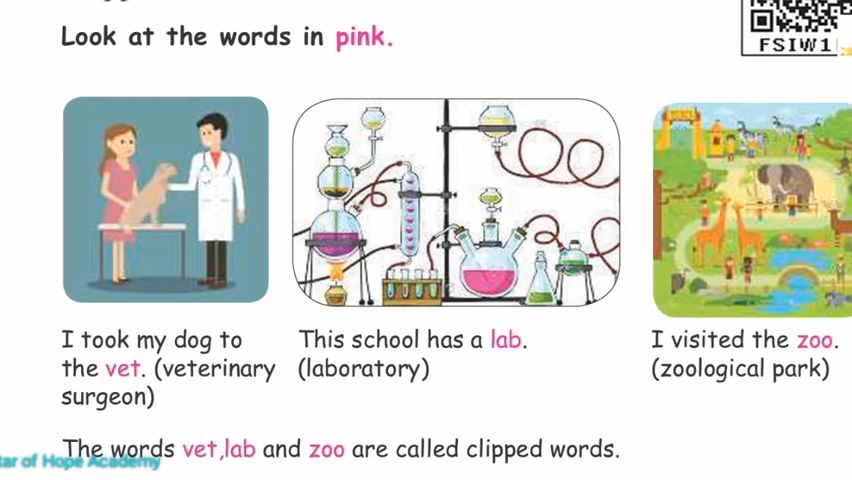 Look at the words in pink.
FSIW1
I took my dog to
the vet. (veterinary
surgeon)
This school has a lab.
(laboratory)
I visited the zoo.
(zoological park)
The words vet,lab and zoo are called clipped words.
tar of Hope Academy